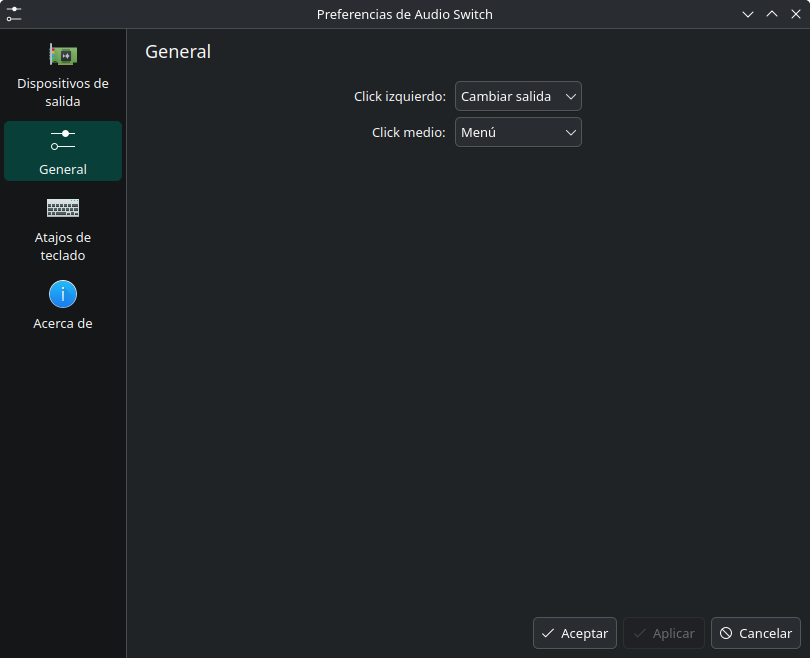 Preferencias de Audio Switch
Dispositivos de
salida
General
Atajos de
teclado
Acerca de
General
Click izquierdo: Cambiar salida
Click medio: Menú
Aceptar Aplicar Cancelar